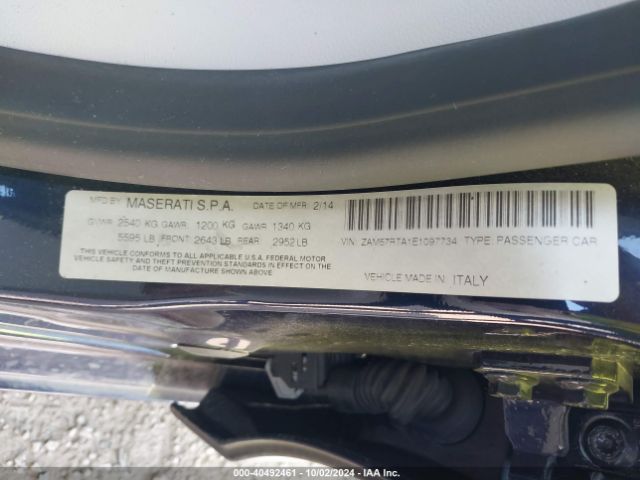 MFD BY MASERATI S.P.A. DATE OF MFR: 2/14
GVWR: 2540 KG GAWR: 1200 KG GAWR: 1340 KG
5595 LB FRONT: 2643 LB REAR: 2952 LB
THIS VEHICLE CONFORMS TO ALL APPLICABLE U.S.A. FEDERAL MOTOR
VEHICLE SAFETY AND THEFT PREVENTION STANDARDS IN EFFECT ON THE
DATE OF MANUFACTURE SHOWN ABOVE.
VIN: ZAM57RTA1E1097734 TYPE: PASSENGER CAR
VEHICLE MADE IN: ITALY
000-40492461 - 10/02/2024 - IAA Inc.